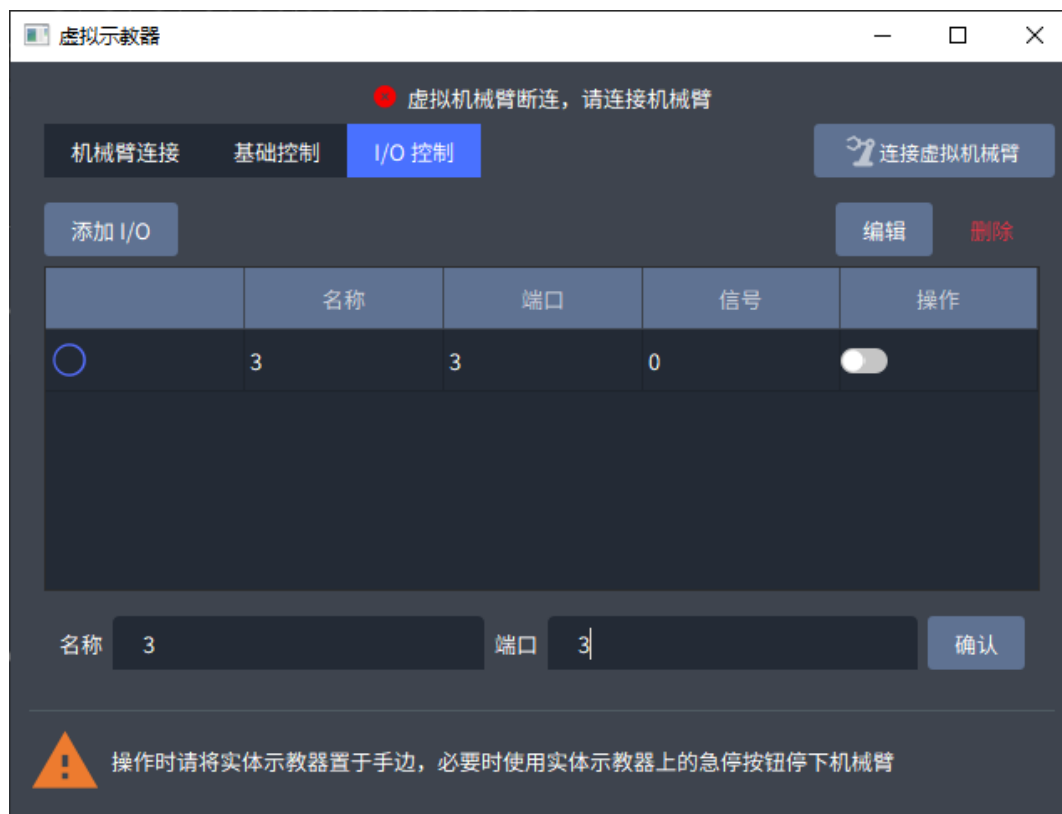 虚拟示教器
虚拟机械臂断连，请连接机械臂
机械臂连接 基础控制 I/O 控制 连接虚拟机械臂
添加 I/O 编辑 删除
名称 端口 信号 操作
3 3 0
名称 3 端口 3 确认
操作时请将实体示教器置于手边，必要时使用实体示教器上的急停按钮停下机械臂